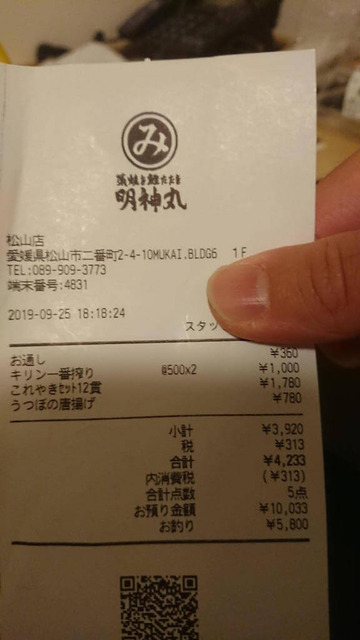 み
藁焼き鰹たたき
明神丸
松山店
愛媛県松山市二番町2-4-10MUKAI.BLDG6 1F
TEL:089-909-3773
端末番号:4831
2019-09-25 18:18:24
スタッ
お通し ¥360
キリン一番搾り @500x2 ¥1,000
これやきｾｯﾄ12貫 ¥1,780
うつぼの唐揚げ ¥780
小計 ¥3,920
税 ¥313
合計 ¥4,233
内消費税 (¥313)
合計点数 5点
お預り金額 ¥10,033
お釣り ¥5,800